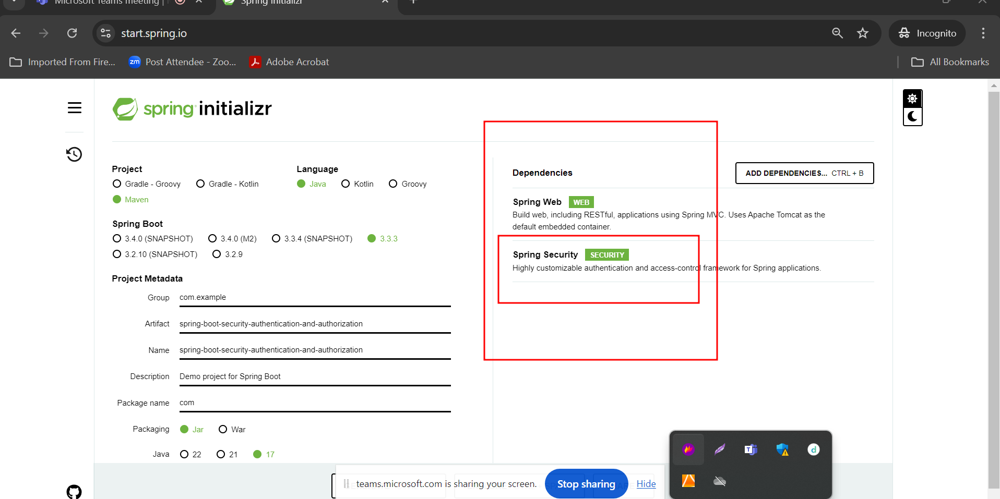 Microsoft Teams meeting |
Spring Initializr
start.spring.io
Incognito
Imported From Fire...
zm Post Attendee - Zoo...
Adobe Acrobat
All Bookmarks
spring initializr
Project
Gradle - Groovy
Gradle - Kotlin
Maven
Language
Java
Kotlin
Groovy
Spring Boot
3.4.0 (SNAPSHOT)
3.4.0 (M2)
3.3.4 (SNAPSHOT)
3.3.3
3.2.10 (SNAPSHOT)
3.2.9
Project Metadata
Group com.example
Artifact spring-boot-security-authentication-and-authorization
Name spring-boot-security-authentication-and-authorization
Description Demo project for Spring Boot
Package name com
Packaging Jar War
Java 22 21 17
Dependencies
ADD DEPENDENCIES... CTRL + B
Spring Web WEB
Build web, including RESTful, applications using Spring MVC. Uses Apache Tomcat as the
default embedded container.
Spring Security SECURITY
Highly customizable authentication and access-control framework for Spring applications.
teams.microsoft.com is sharing your screen.
Stop sharing
Hide
T
d